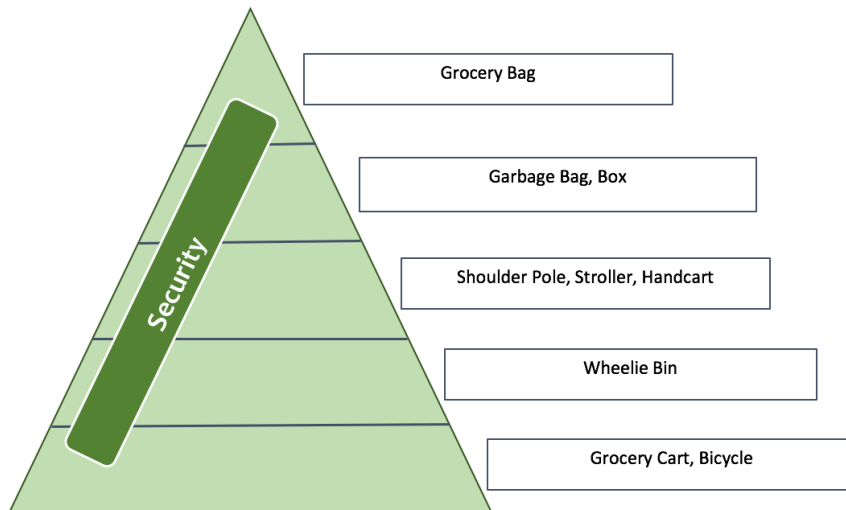 Grocery Bag
Garbage Bag, Box
Security
Shoulder Pole, Stroller, Handcart
Wheelie Bin
Grocery Cart, Bicycle